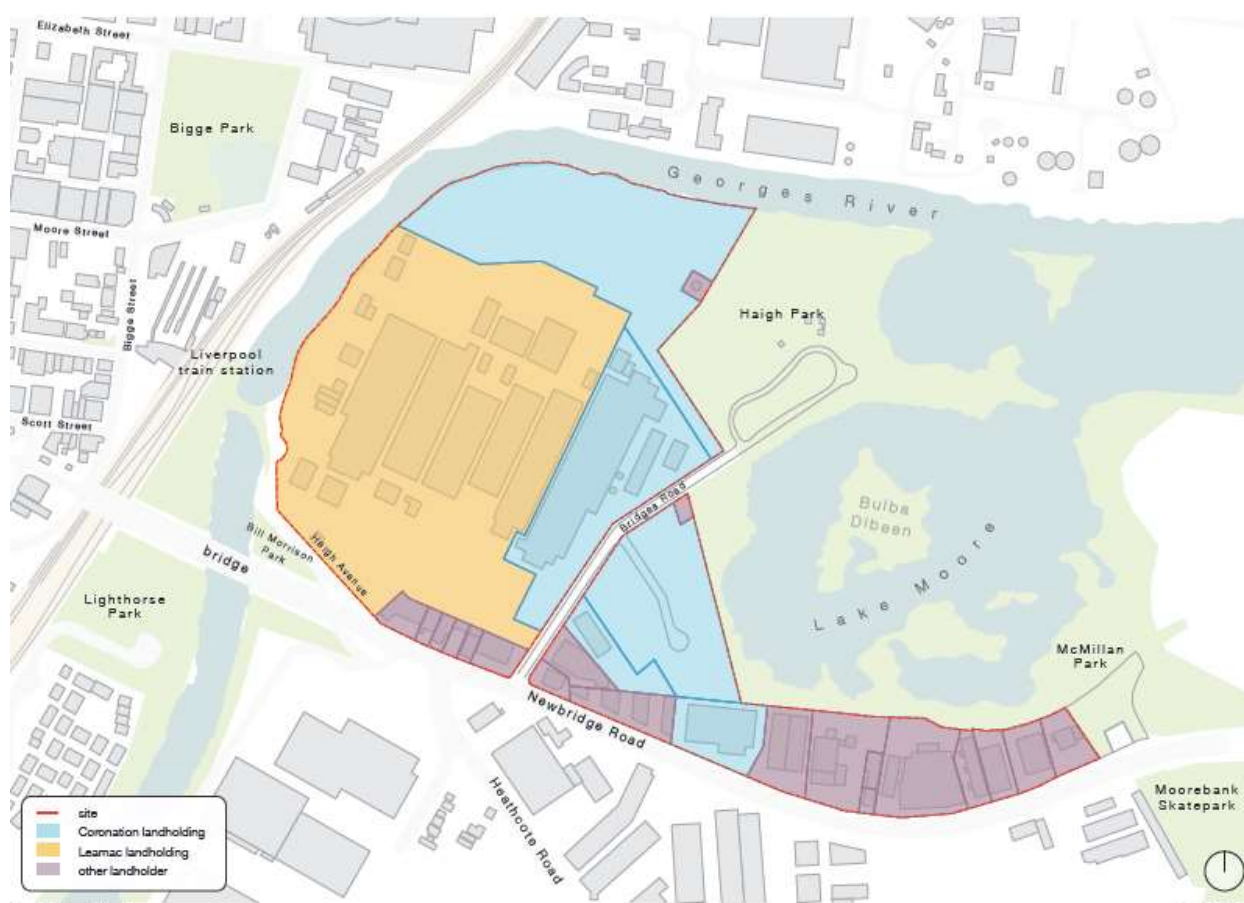 Elizabeth Street
Bigge Park
Georges River
Moore Street
Bigge Street
Haigh Park
Liverpool
train station
Scott Street
Bridges Road
Bulba
Dibeen
Bill Morrison
Park
Haigh Avenue
bridge
Lake Moore
Lighthorse
Park
McMillan
Park
Newbridge Road
Heathcote Road
Moorebank
Skatepark
site
Coronation landholding
Leamac landholding
other landholder